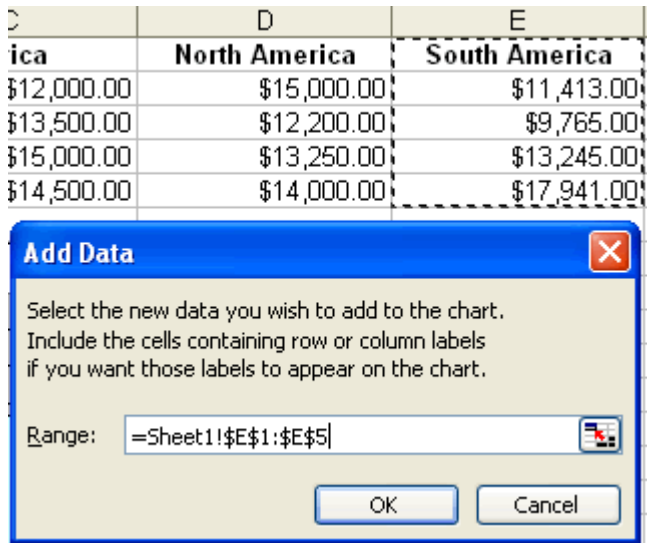 C D E
ica North America South America
$12,000.00 $15,000.00 $11,413.00
$13,500.00 $12,200.00 $9,765.00
$15,000.00 $13,250.00 $13,245.00
$14,500.00 $14,000.00 $17,941.00
Add Data
Select the new data you wish to add to the chart.
Include the cells containing row or column labels
if you want those labels to appear on the chart.
Range: =Sheet1!$E$1:$E$5
OK Cancel